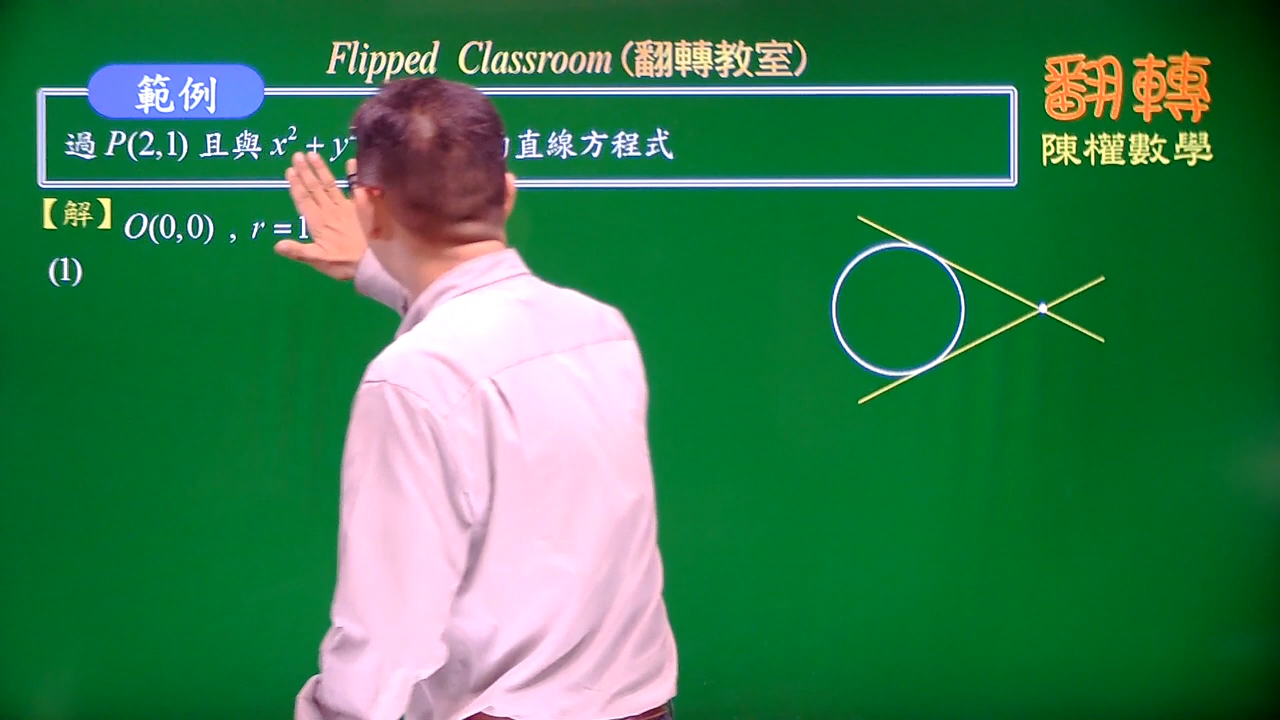 Flipped Classroom(翻轉教室)
範例
翻轉
陳權數學
過 P(2,1) 且與 x² + y² 直線方程式
【解】 O(0,0) , r = 1
(1)